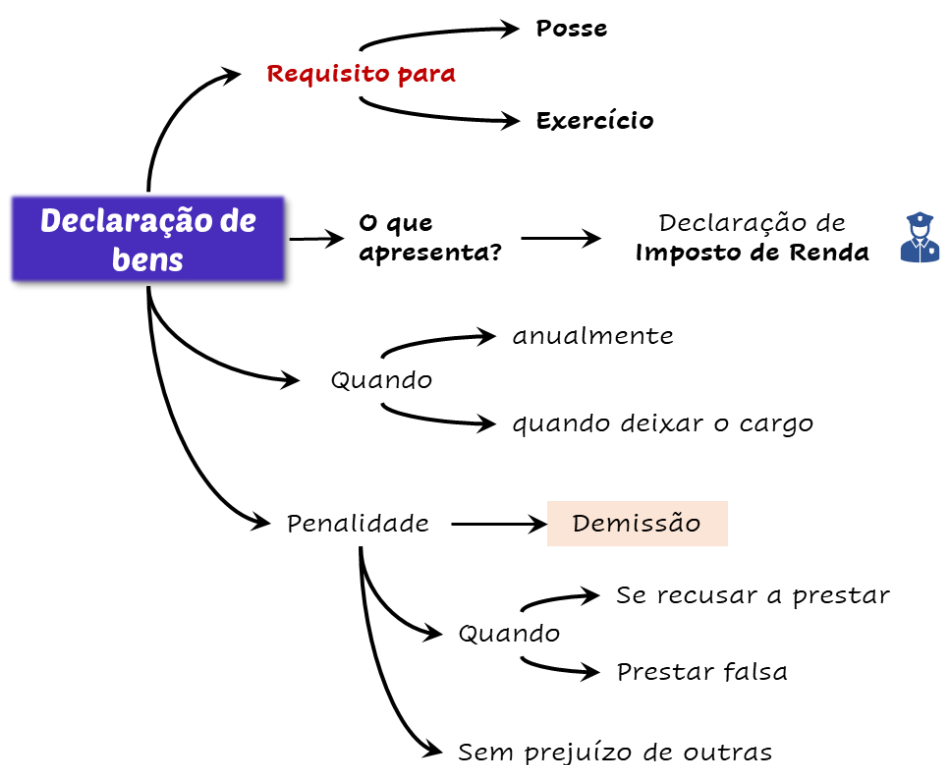 Posse
Requisito para
Exercício
Declaração de
bens
O que
apresenta?
Declaração de
Imposto de Renda
anualmente
Quando
quando deixar o cargo
Penalidade
Demissão
Se recusar a prestar
Quando
Prestar falsa
Sem prejuízo de outras